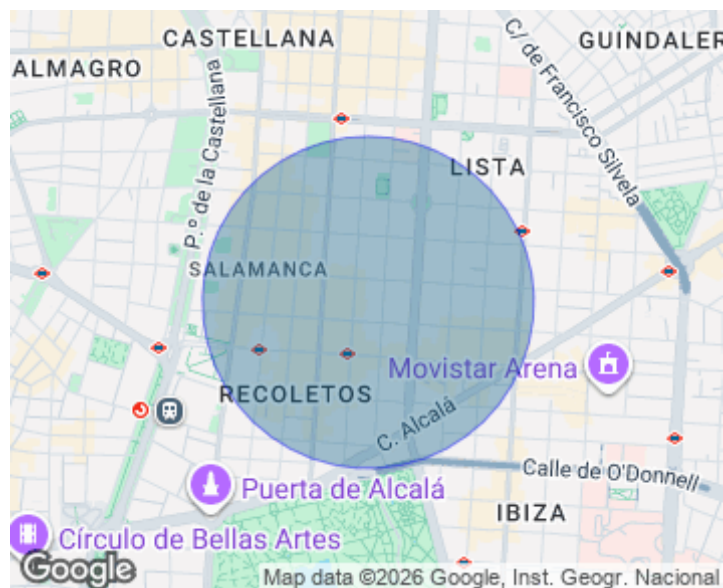 CASTELLANA
GUINDALER
ALMAGRO
C/ de Francisco Silvela
P.º de la Castellana
LISTA
SALAMANCA
Movistar Arena
RECOLETOS
C. Alcalá
Calle de O'Donnell
Puerta de Alcalá
IBIZA
Círculo de Bellas Artes
Google
Map data ©2026 Google, Inst. Geogr. Nacional